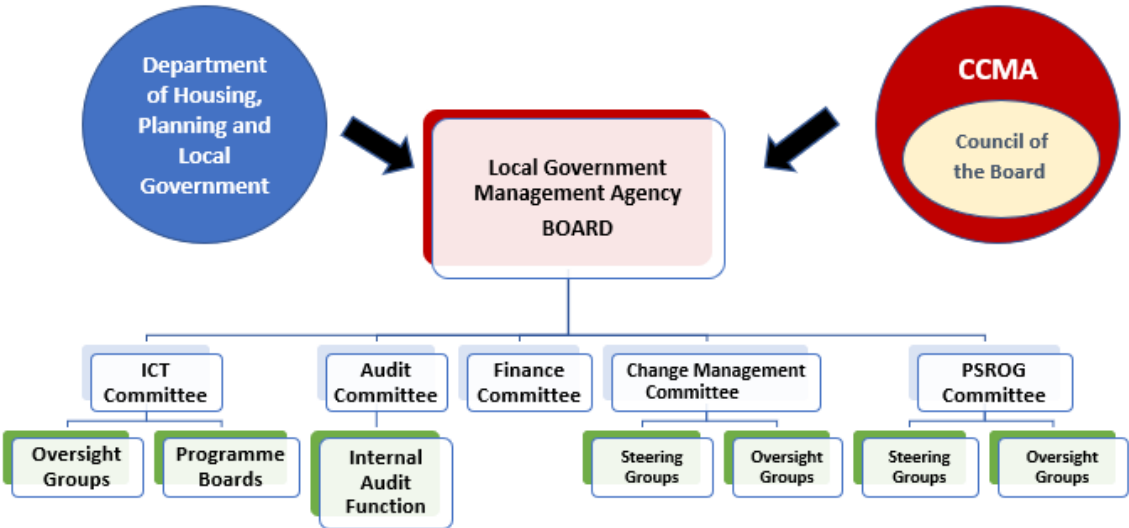 Department
of Housing,
Planning and
Local
Government
CCMA
Council of
the Board
Local Government
Management Agency
BOARD
ICT
Committee
Audit
Committee
Finance
Committee
Change Management
Committee
PSROG
Committee
Oversight
Groups
Programme
Boards
Internal
Audit
Function
Steering
Groups
Oversight
Groups
Steering
Groups
Oversight
Groups